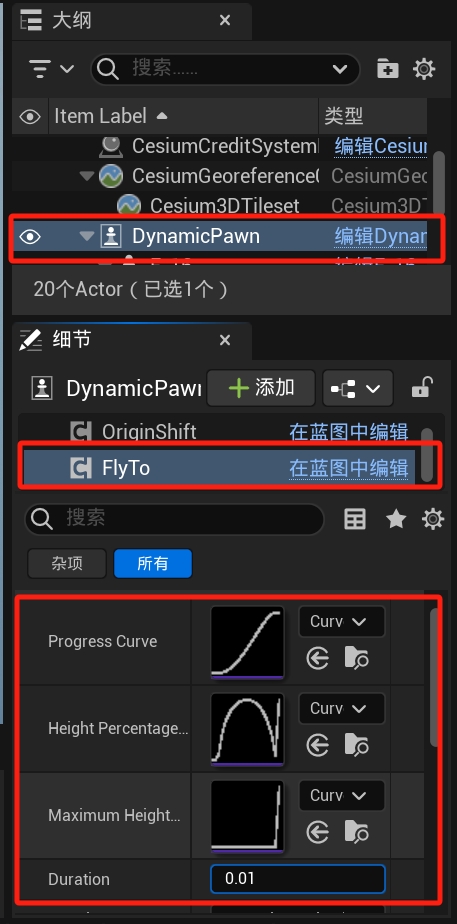 大纲
搜索......
Item Label 类型
CesiumCreditSystem 编辑Cesiur
CesiumGeoreference CesiumGeo
Cesium3DTileset Cesium3DT
DynamicPawn 编辑Dynar
20个Actor（已选1个）
细节
DynamicPawn 添加
OriginShift 在蓝图中编辑
FlyTo 在蓝图中编辑
搜索
杂项 所有
Progress Curve Curv
Height Percentage... Curv
Maximum Height... Curv
Duration 0.01